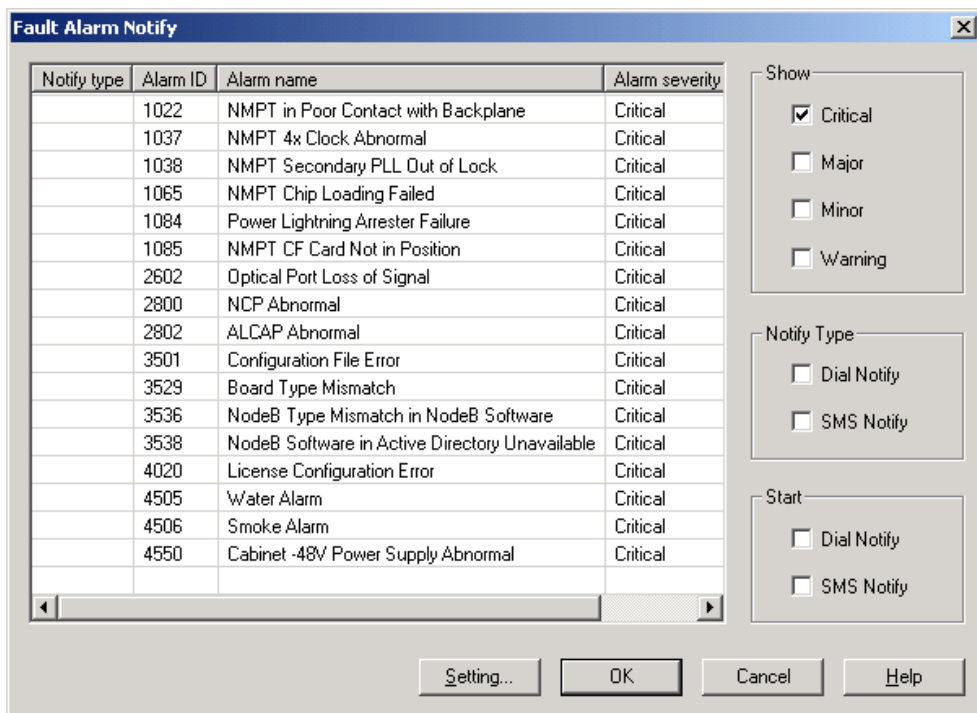 Fault Alarm Notify
Notify type Alarm ID Alarm name Alarm severity
1022 NMPT in Poor Contact with Backplane Critical
1037 NMPT 4x Clock Abnormal Critical
1038 NMPT Secondary PLL Out of Lock Critical
1065 NMPT Chip Loading Failed Critical
1084 Power Lightning Arrester Failure Critical
1085 NMPT CF Card Not in Position Critical
2602 Optical Port Loss of Signal Critical
2800 NCP Abnormal Critical
2802 ALCAP Abnormal Critical
3501 Configuration File Error Critical
3529 Board Type Mismatch Critical
3536 NodeB Type Mismatch in NodeB Software Critical
3538 NodeB Software in Active Directory Unavailable Critical
4020 License Configuration Error Critical
4505 Water Alarm Critical
4506 Smoke Alarm Critical
4550 Cabinet -48V Power Supply Abnormal Critical
Show
Critical
Major
Minor
Warning
Notify Type
Dial Notify
SMS Notify
Start
Dial Notify
SMS Notify
Setting... OK Cancel Help